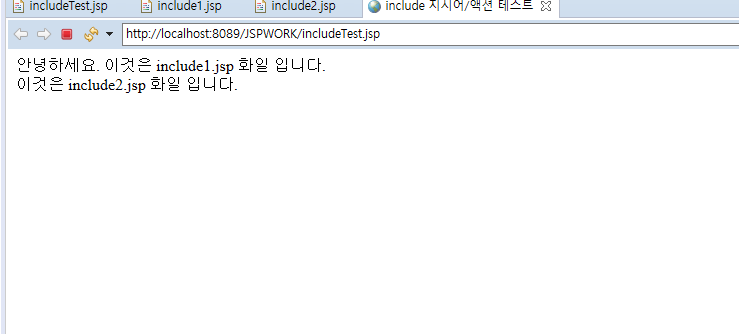 includeTest.jsp include1.jsp include2.jsp include 지시어/액션 테스트
http://localhost:8089/JSPWORK/includeTest.jsp
안녕하세요. 이것은 include1.jsp 화일 입니다.
이것은 include2.jsp 화일 입니다.